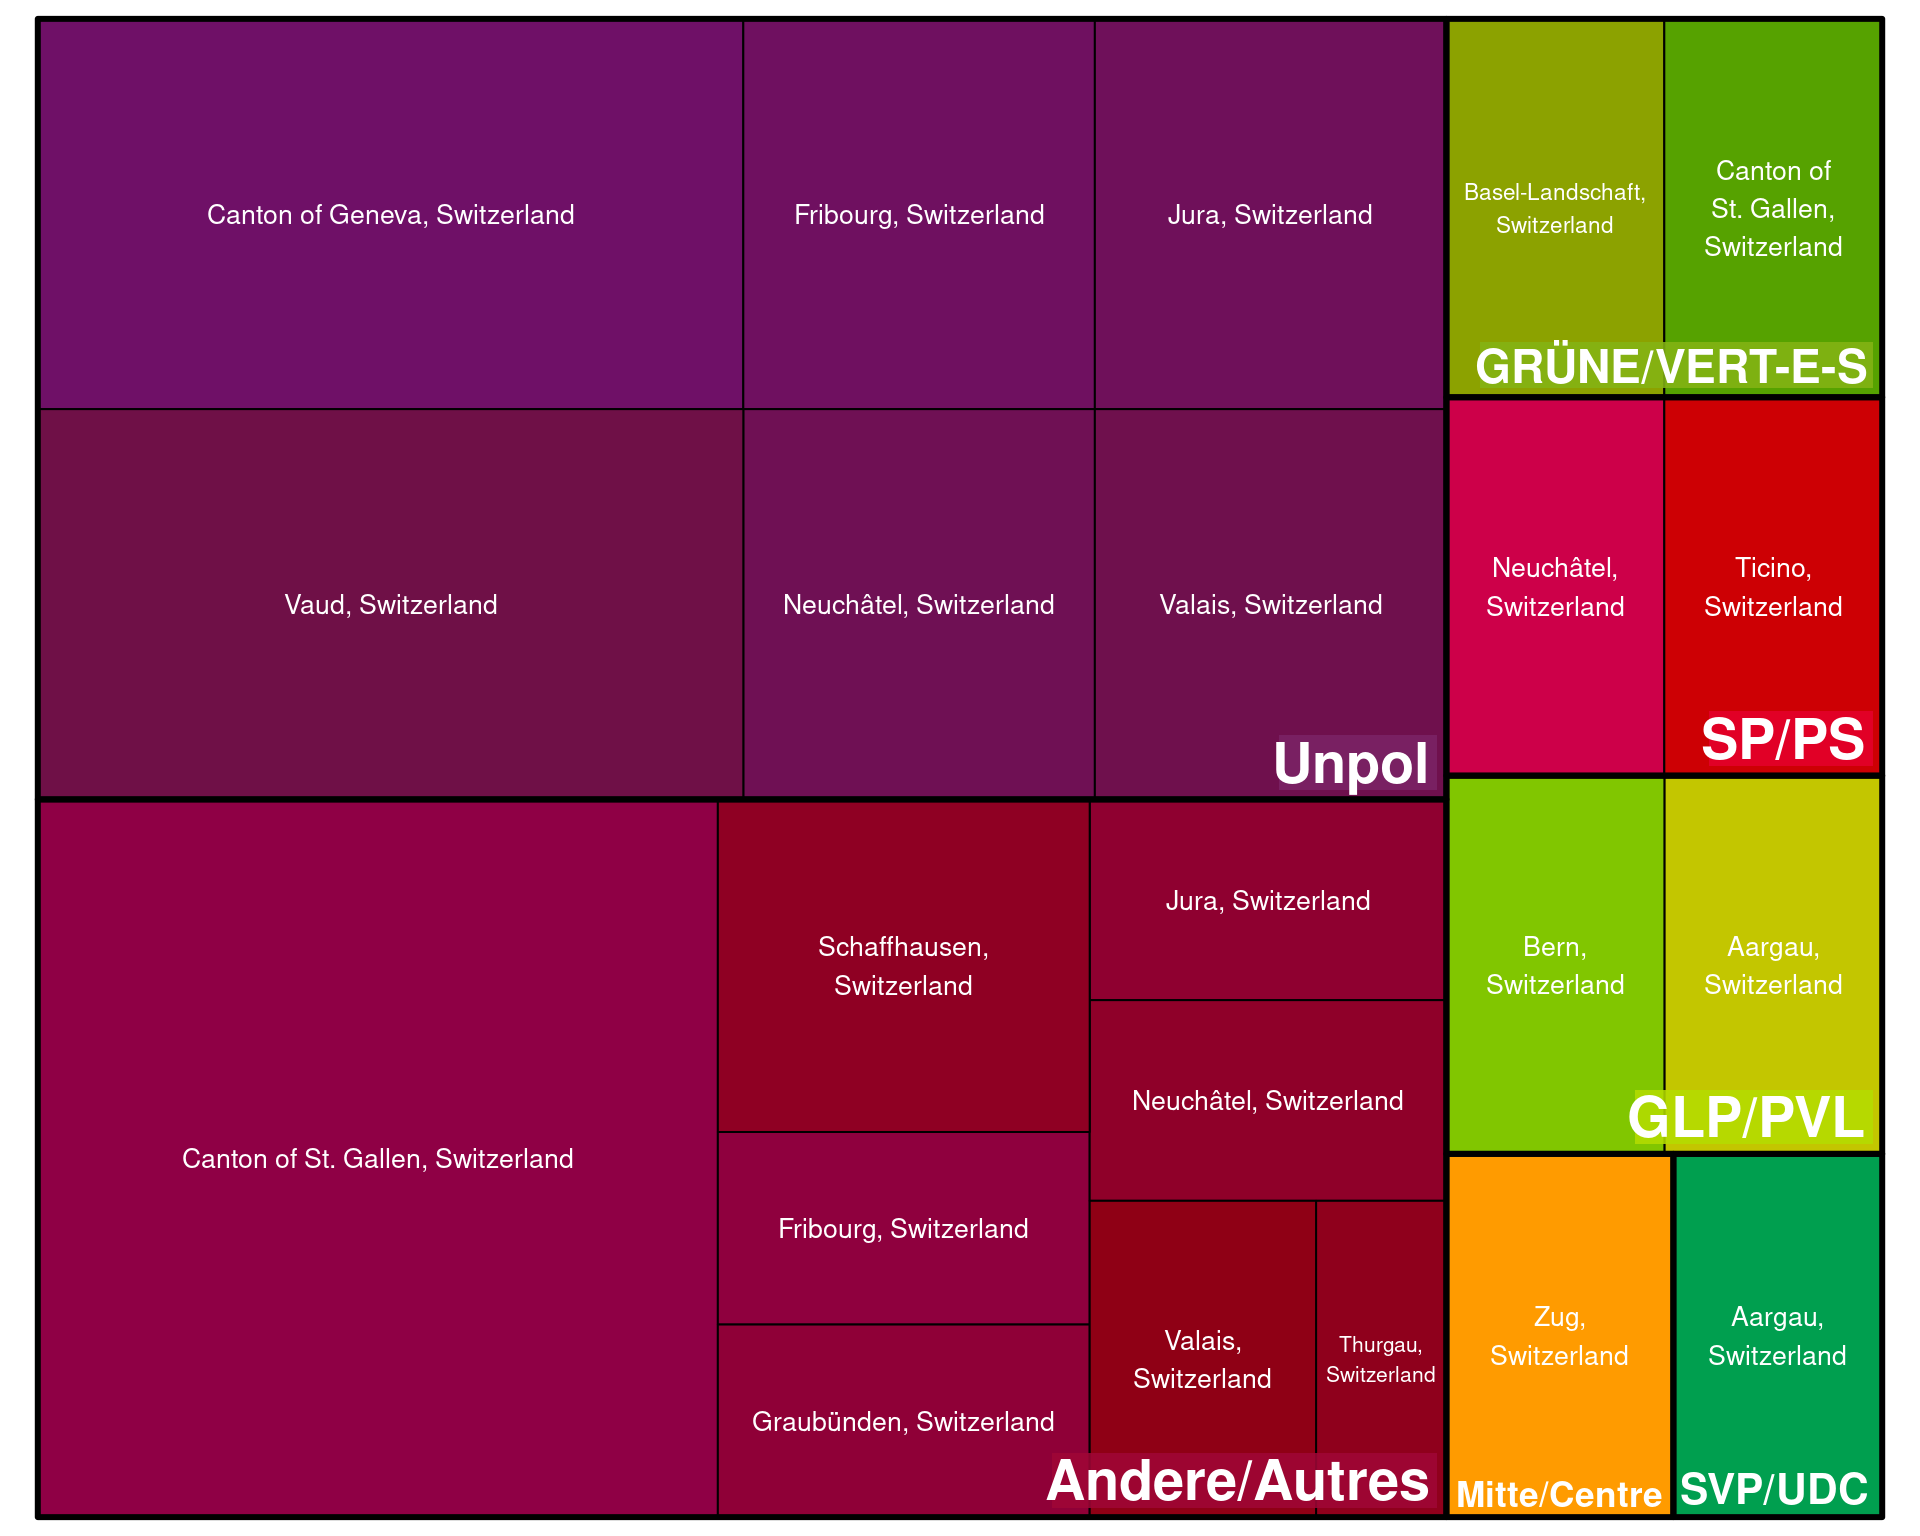 Canton of Geneva, Switzerland
Fribourg, Switzerland
Jura, Switzerland
Vaud, Switzerland
Neuchâtel, Switzerland
Valais, Switzerland
Unpol
Canton of St. Gallen, Switzerland
Schaffhausen,
Switzerland
Fribourg, Switzerland
Graubünden, Switzerland
Jura, Switzerland
Neuchâtel, Switzerland
Valais,
Switzerland
Thurgau,
Switzerland
Andere/Autres
Basel-Landschaft,
Switzerland
Canton of
St. Gallen,
Switzerland
GRÜNE/VERT-E-S
Neuchâtel,
Switzerland
Ticino,
Switzerland
SP/PS
Bern,
Switzerland
Aargau,
Switzerland
GLP/PVL
Zug,
Switzerland
Mitte/Centre
Aargau,
Switzerland
SVP/UDC